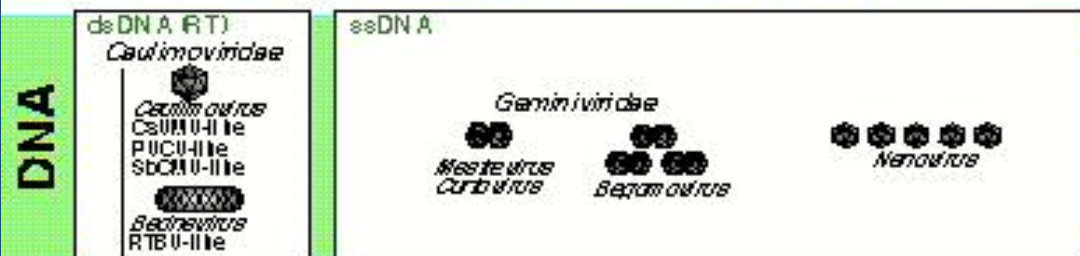 DNA
dsDNA (RT)
Caulimoviridae
Caulimovirus
CsVMV-like
PVCV-like
SbCMV-like
Badnavirus
RTBV-like
ssDNA
Geminiviridae
Mastrevirus
Curtovirus
Begomovirus
Nanovirus